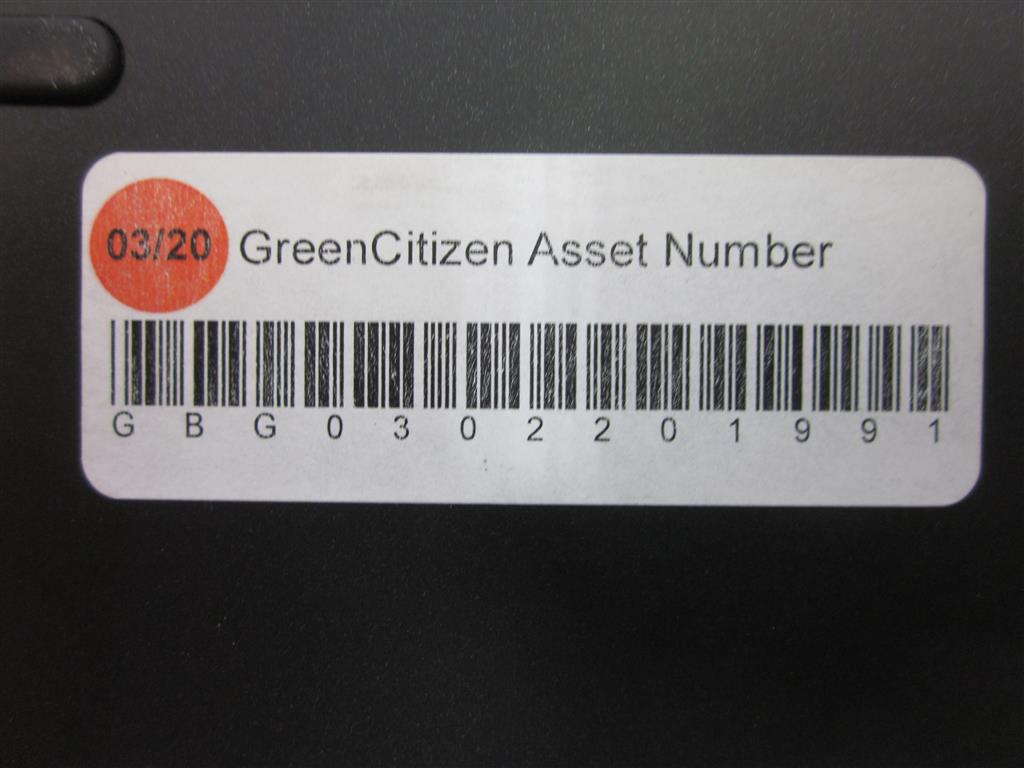 03/20 GreenCitizen Asset Number
G B G 0 3 0 2 2 0 1 9 9 1